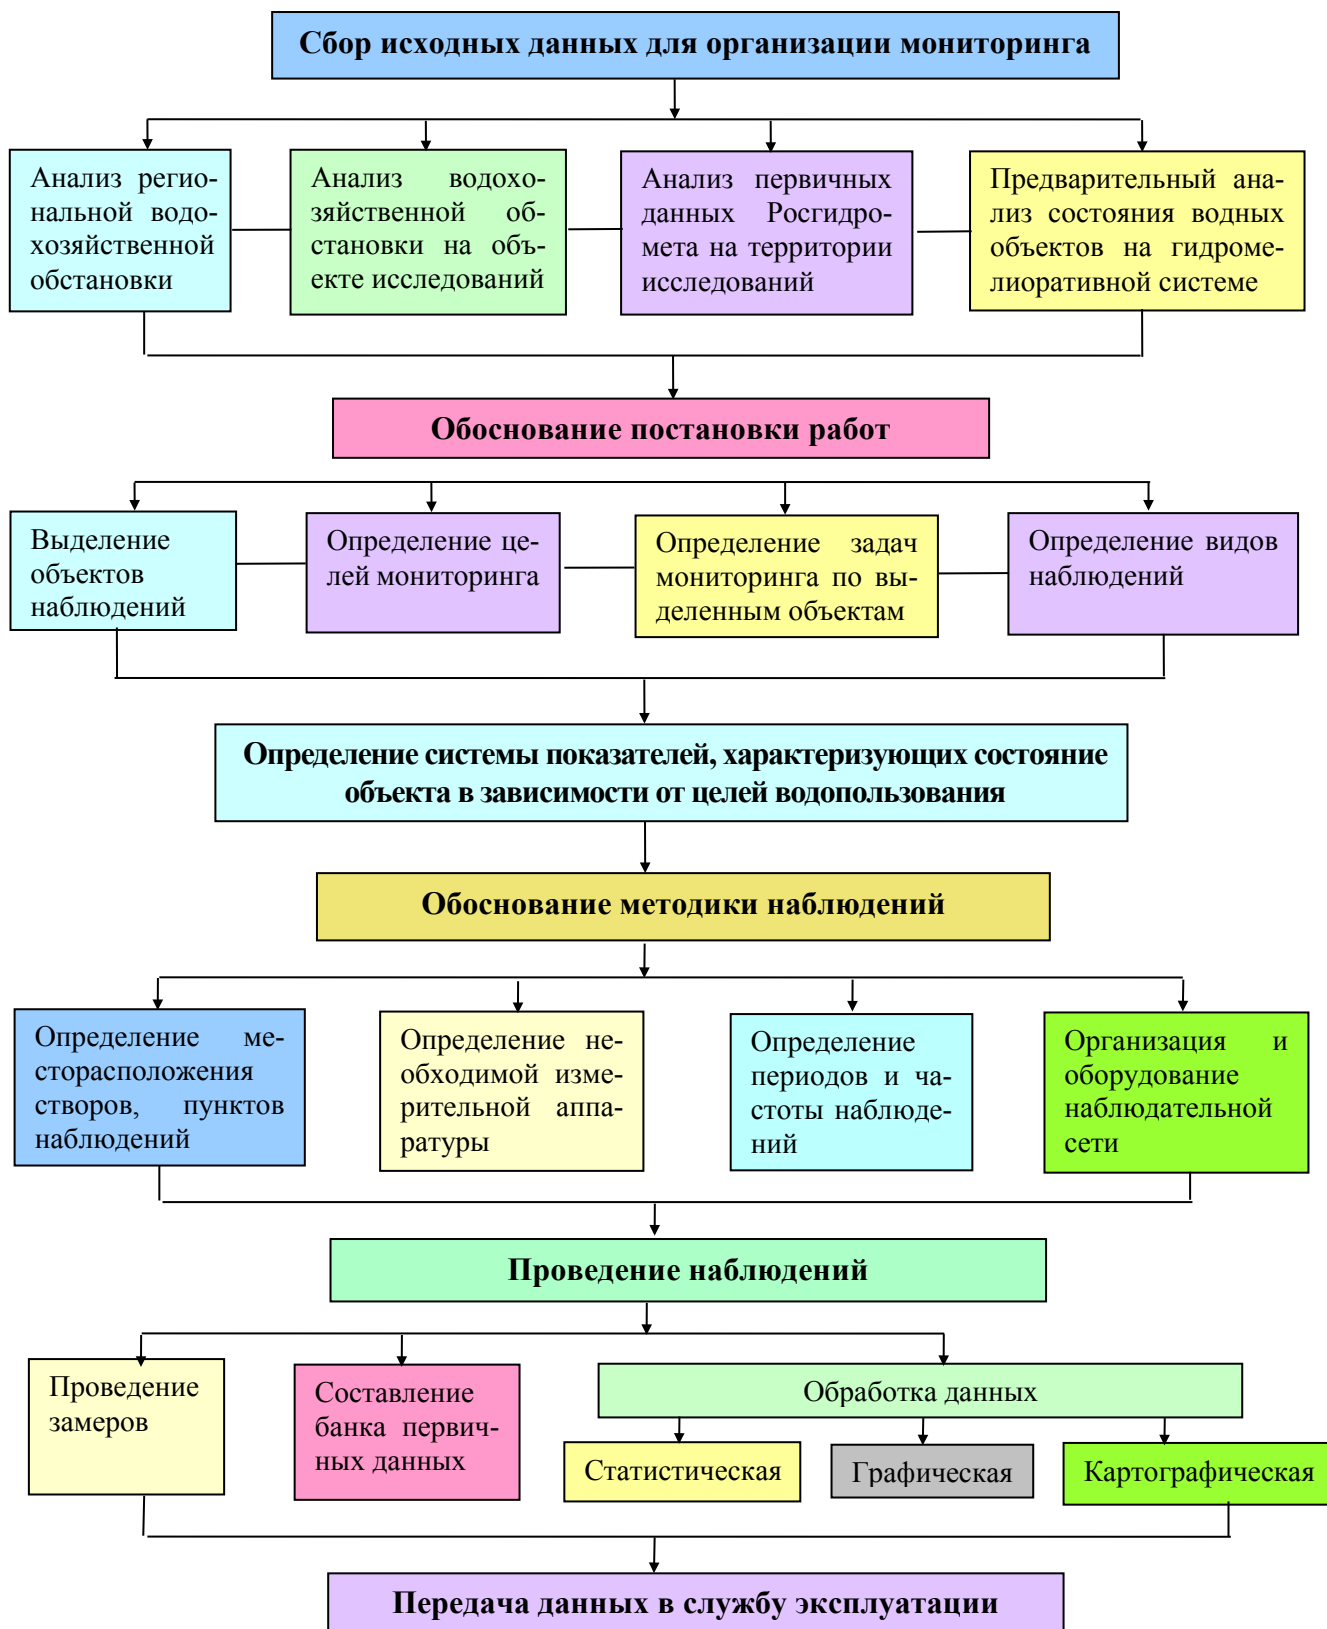 Сбор исходных данных для организации мониторинга
Анализ регио-
нальной водо-
хозяйственной
обстановки
Анализ водохо-
зяйственной об-
становки на объ-
екте исследований
Анализ первичных
данных Росгидро-
мета на территории
исследований
Предварительный ана-
лиз состояния водных
объектов на гидроме-
лиоративной системе
Обоснование постановки работ
Выделение
объектов
наблюдений
Определение це-
лей мониторинга
Определение задач
мониторинга по вы-
деленным объектам
Определение видов
наблюдений
Определение системы показателей, характеризующих состояние
объекта в зависимости от целей водопользования
Обоснование методики наблюдений
Определение ме-
сторасположения
створов, пунктов
наблюдений
Определение не-
обходимой изме-
рительной аппа-
ратуры
Определение
периодов и ча-
стоты наблюде-
ний
Организация и
оборудование
наблюдательной
сети
Проведение наблюдений
Проведение
замеров
Составление
банка первич-
ных данных
Обработка данных
Статистическая
Графическая
Картографическая
Передача данных в службу эксплуатации